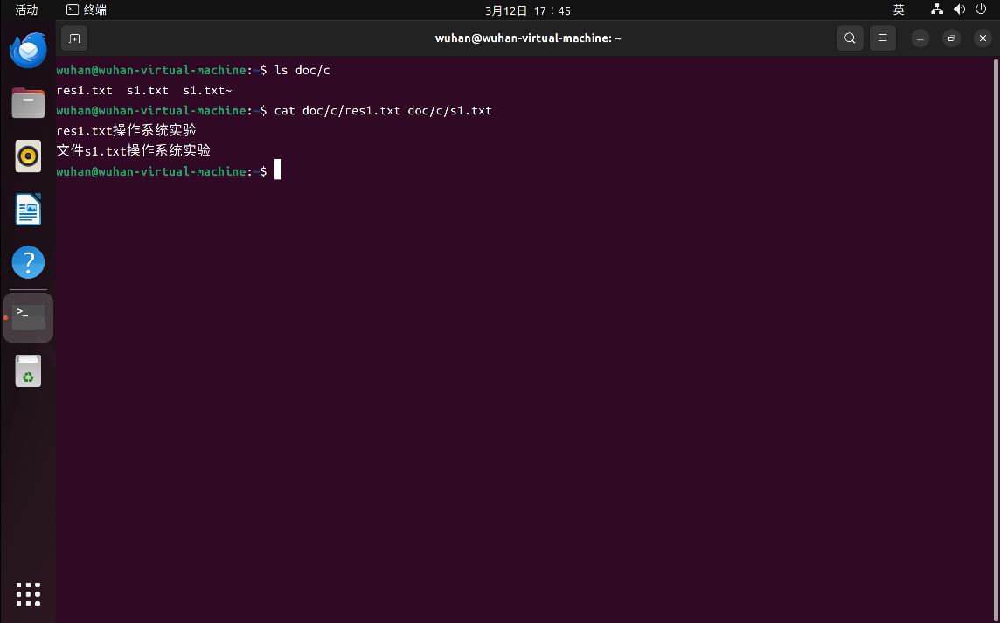 活动 终端 3月12日 17：45 英
wuhan@wuhan-virtual-machine: ~
wuhan@wuhan-virtual-machine:~$ ls doc/c
res1.txt  s1.txt  s1.txt~
wuhan@wuhan-virtual-machine:~$ cat doc/c/res1.txt doc/c/s1.txt
res1.txt操作系统实验
文件s1.txt操作系统实验
wuhan@wuhan-virtual-machine:~$